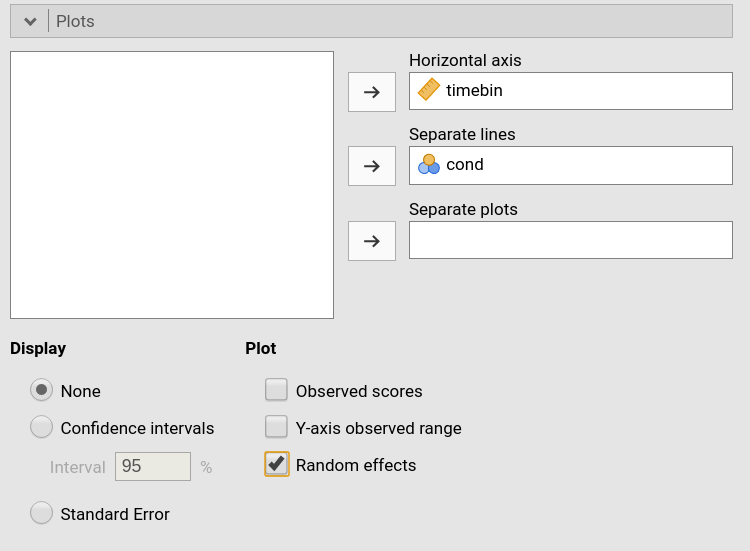 Plots
Horizontal axis
timebin
Separate lines
cond
Separate plots
Display
None
Confidence intervals
Interval 95 %
Standard Error
Plot
Observed scores
Y-axis observed range
Random effects